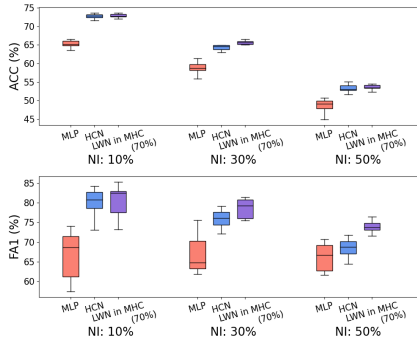 75
70
65
60
55
50
45
ACC (%)
MLP HCN LWN in MHC (70%) MLP HCN LWN in MHC (70%) MLP HCN LWN in MHC (70%)
NI: 10% NI: 30% NI: 50%
85
80
75
70
65
60
FA1 (%)
MLP HCN LWN in MHC (70%) MLP HCN LWN in MHC (70%) MLP HCN LWN in MHC (70%)
NI: 10% NI: 30% NI: 50%